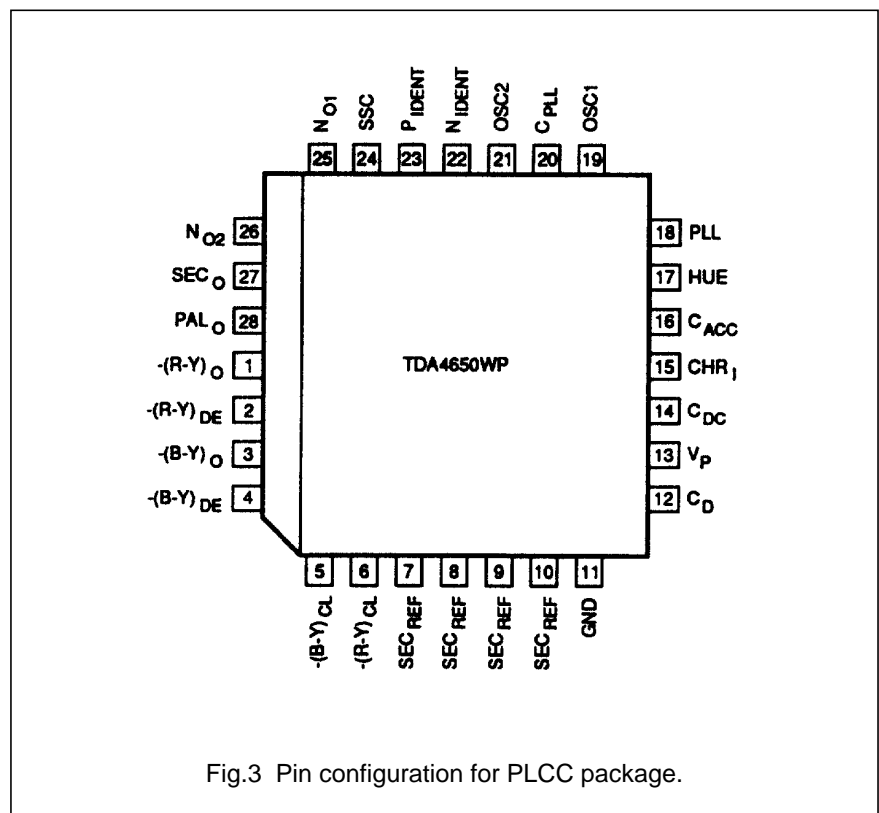 N O1
SSC
P IDENT
N IDENT
OSC2
C PLL
OSC1
25 24 23 22 21 20 19
N O2 26
SEC O 27
PAL O 28
-(R-Y) O 1
-(R-Y) DE 2
-(B-Y) O 3
-(B-Y) DE 4
TDA4650WP
18 PLL
17 HUE
16 C ACC
15 CHR I
14 C DC
13 V P
12 C D
5 6 7 8 9 10 11
-(B-Y) CL
-(R-Y) CL
SEC REF
SEC REF
SEC REF
SEC REF
GND
Fig.3 Pin configuration for PLCC package.